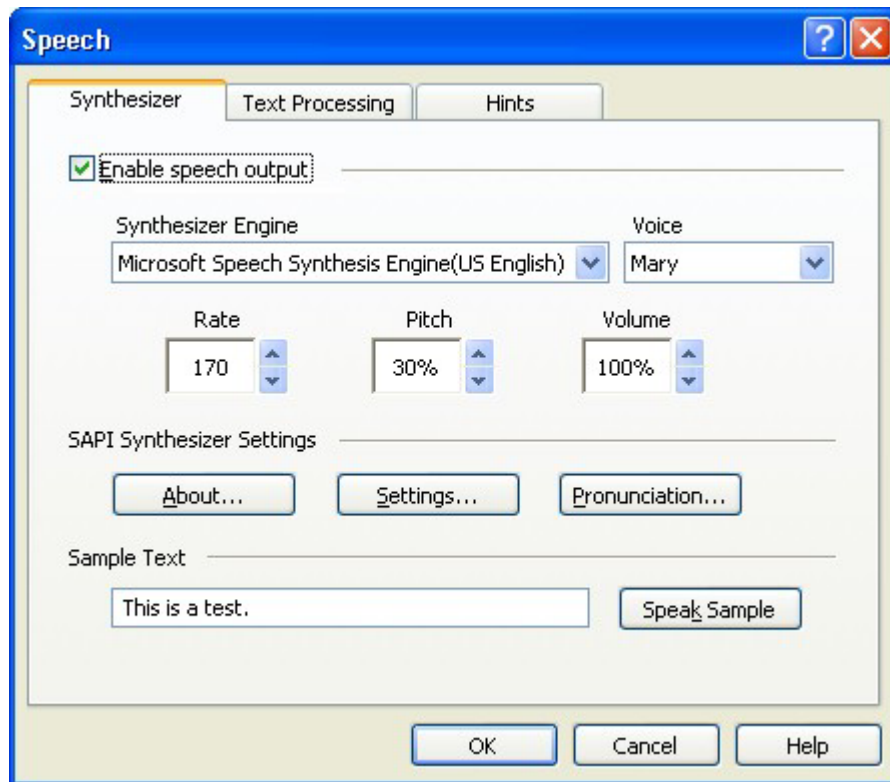 Speech
Synthesizer Text Processing Hints
Enable speech output
Synthesizer Engine Voice
Microsoft Speech Synthesis Engine(US English) Mary
Rate Pitch Volume
170 30% 100%
SAPI Synthesizer Settings
About... Settings... Pronunciation...
Sample Text
This is a test. Speak Sample
OK Cancel Help